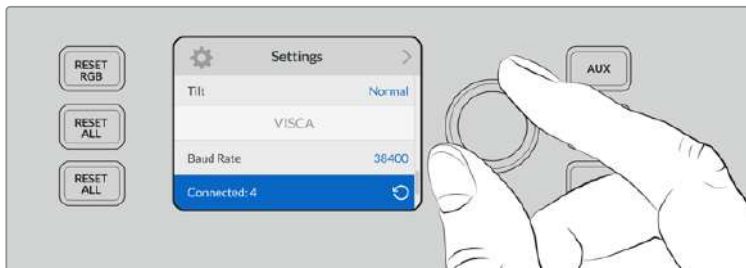 RESET
RGB
RESET
ALL
RESET
ALL
Settings
Tilt
Normal
VISCA
Baud Rate
38400
Connected: 4
AUX